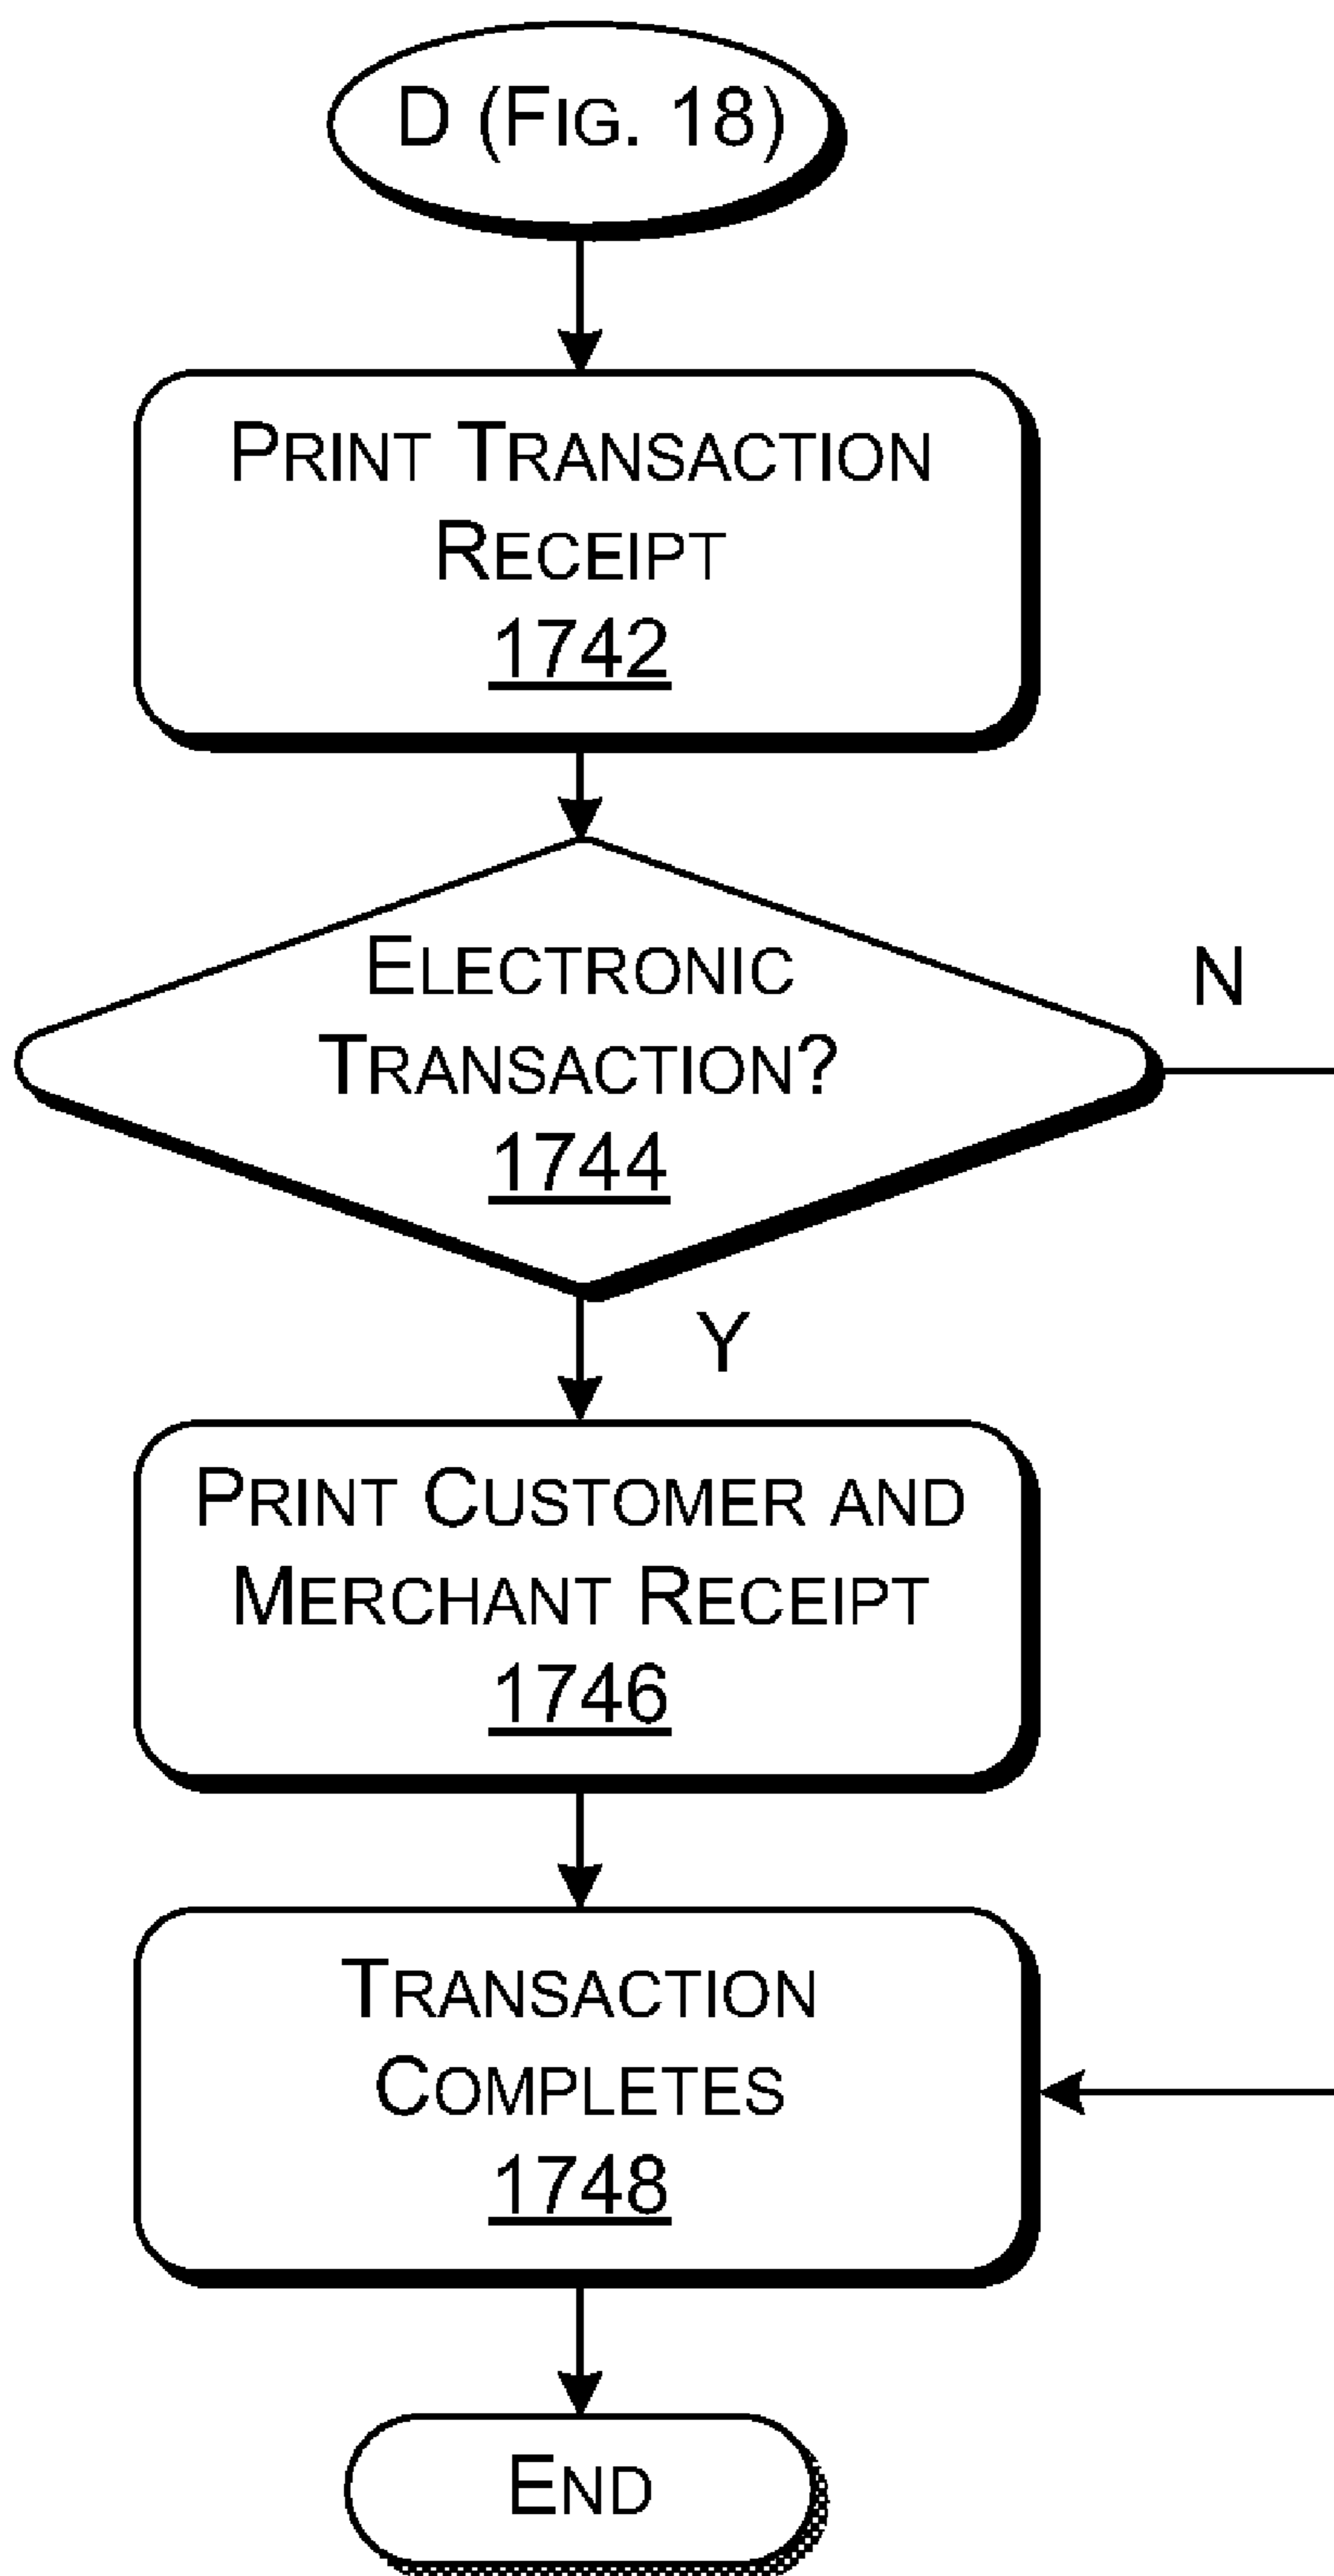 D (FIG. 18)
PRINT TRANSACTION
RECEIPT
1742
ELECTRONIC
TRANSACTION?
1744
N
Y
PRINT CUSTOMER AND
MERCHANT RECEIPT
1746
TRANSACTION
COMPLETES
1748
END